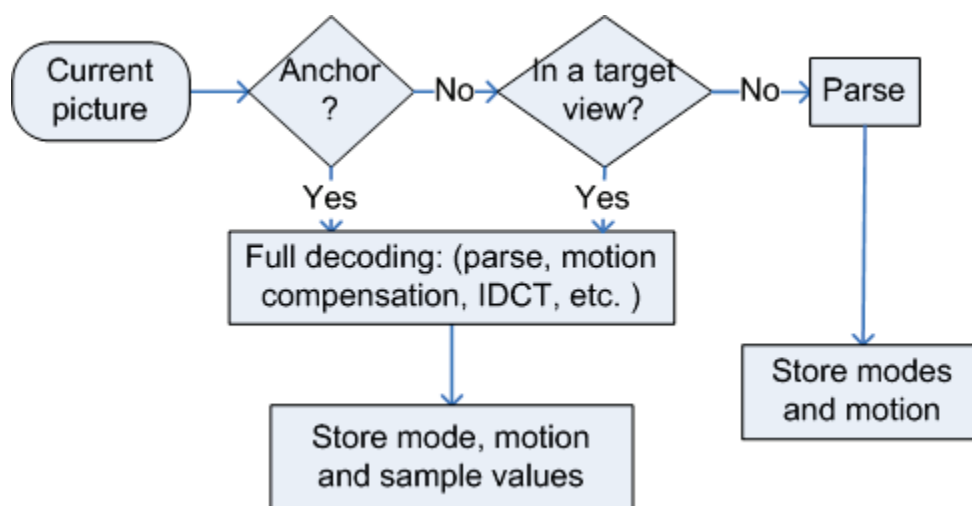 Current
picture
Anchor
?
No
In a target
view?
No
Parse
Yes
Yes
Full decoding: (parse, motion
compensation, IDCT, etc. )
Store modes
and motion
Store mode, motion
and sample values